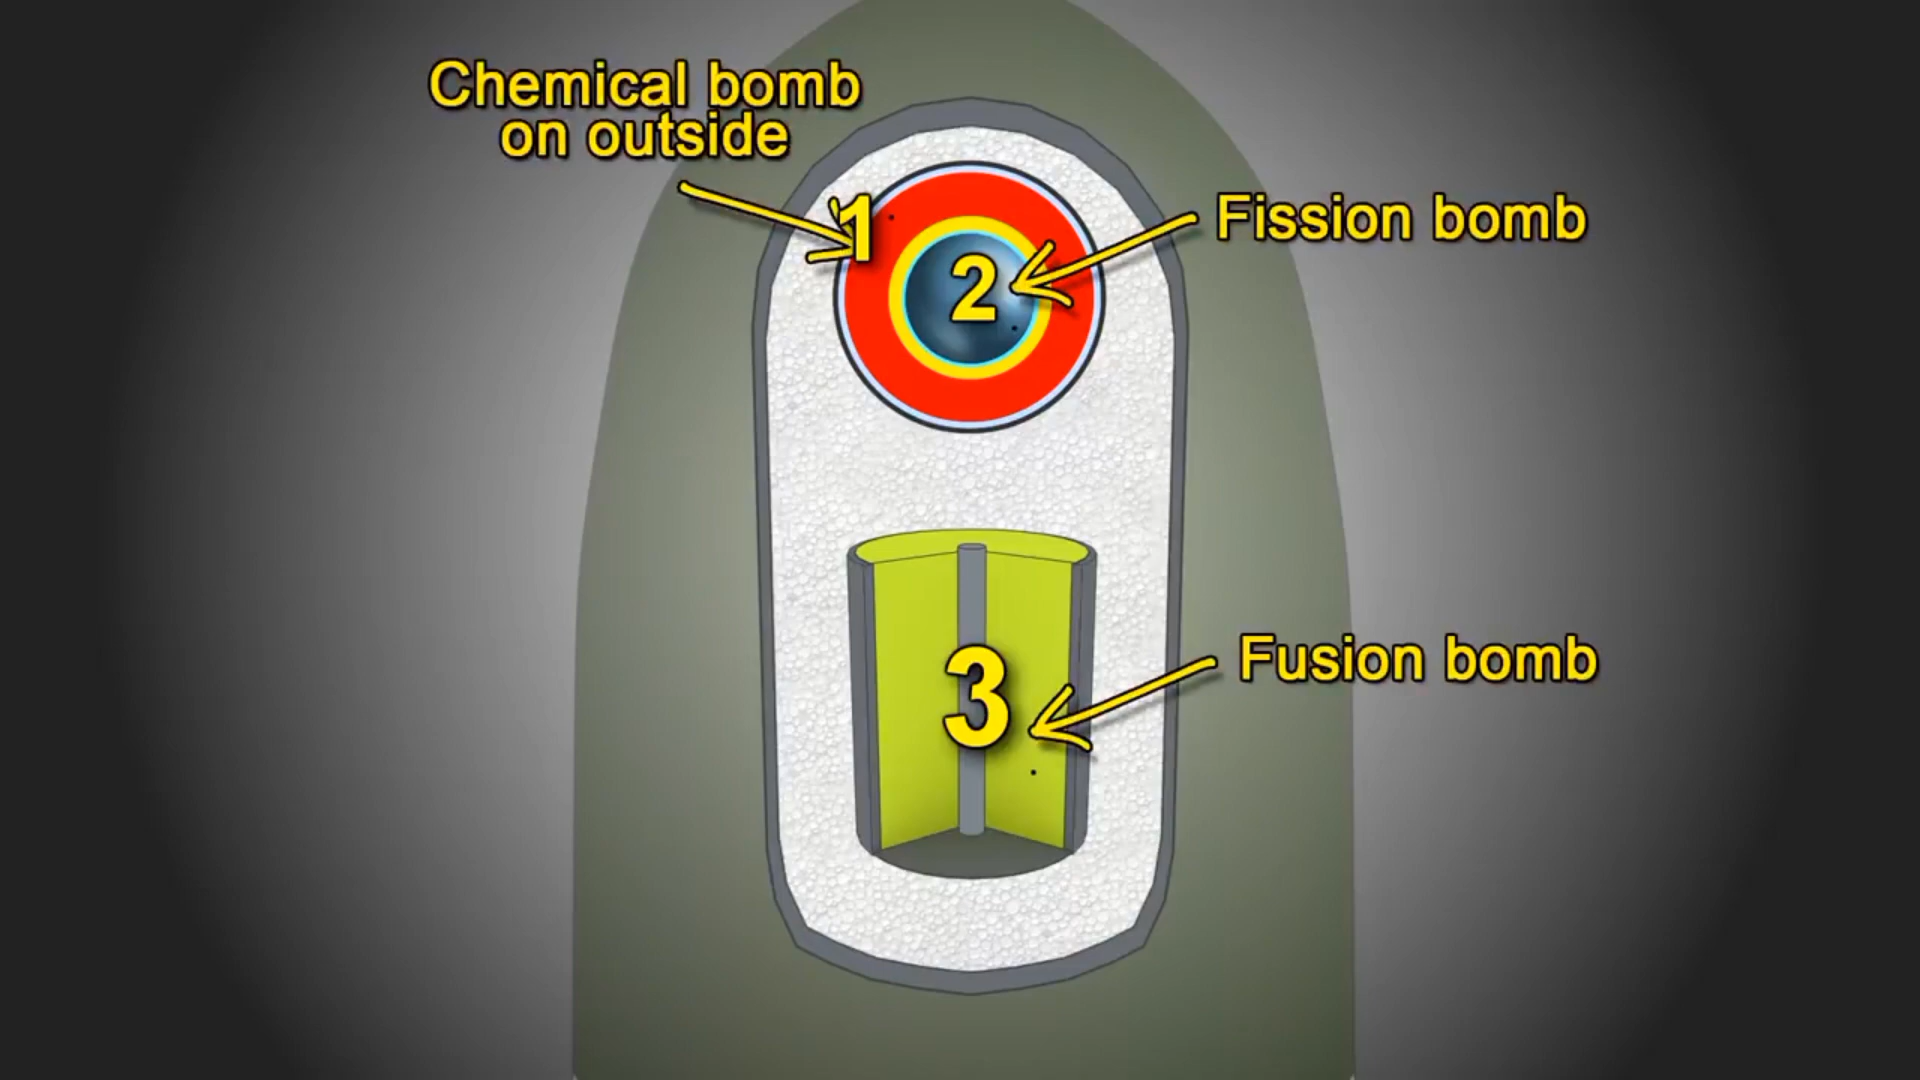 Chemical bomb
on outside
1
Fission bomb
2
Fusion bomb
3